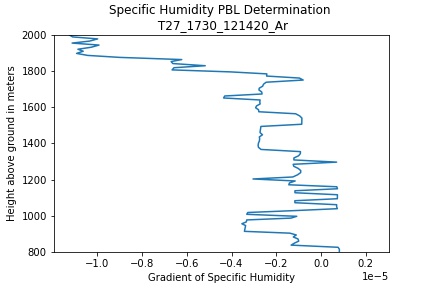 Specific Humidity PBL Determination
T27_1730_121420_Ar
Height above ground in meters
2000
1800
1600
1400
1200
1000
800
−1.0 −0.8 −0.6 −0.4 −0.2 0.0 0.2
1e−5
Gradient of Specific Humidity